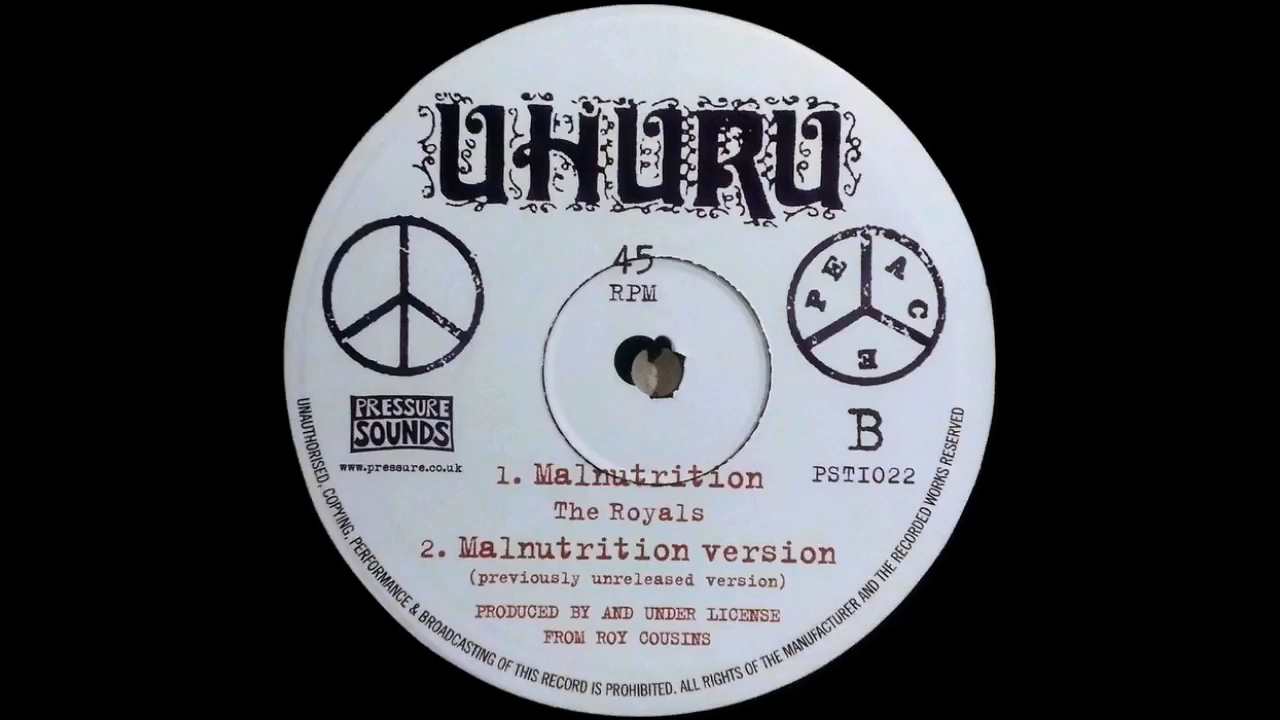 UHURU
45
RPM
PEACE
PRESSURE
SOUNDS
www.pressure.co.uk
B
PSTI022
1. Malnutrition
The Royals
2. Malnutrition version
(previously unreleased version)
PRODUCED BY AND UNDER LICENSE
FROM ROY COUSINS
UNAUTHORISED, COPYING, PERFORMANCE & BROADCASTING OF THIS RECORD IS PROHIBITED. ALL RIGHTS OF THE MANUFACTURER AND THE RECORDED WORKS RESERVED